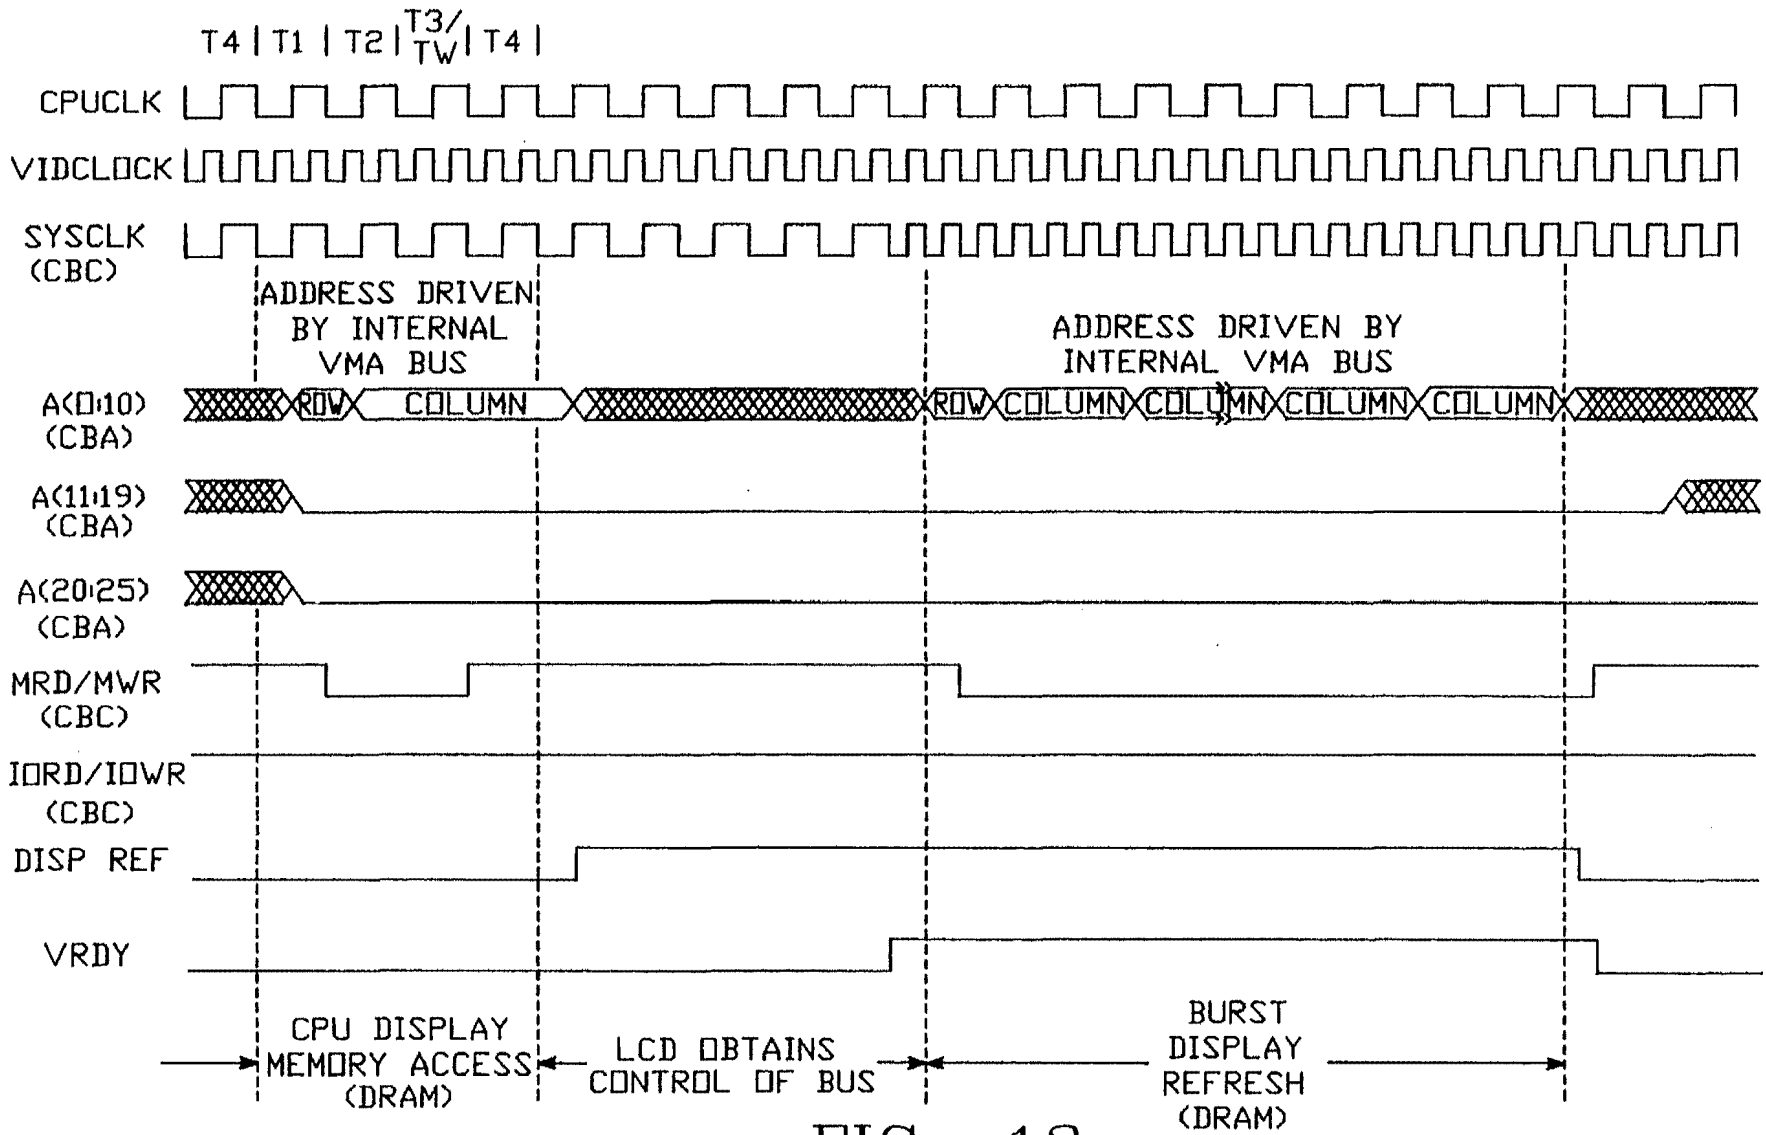 T4 | T1 | T2 | T3/TW | T4 |
CPUCLK
VIDCLOCK
SYSCLK
(CBC)
ADDRESS DRIVEN
BY INTERNAL
VMA BUS
ADDRESS DRIVEN BY
INTERNAL VMA BUS
A(0:10)
(CBA)
ROW COLUMN ROW COLUMN COLUMN COLUMN COLUMN
A(11:19)
(CBA)
A(20:25)
(CBA)
MRD/MWR
(CBC)
IORD/IOWR
(CBC)
DISP REF
VRDY
CPU DISPLAY
MEMORY ACCESS
(DRAM)
LCD OBTAINS
CONTROL OF BUS
BURST
DISPLAY
REFRESH
(DRAM)